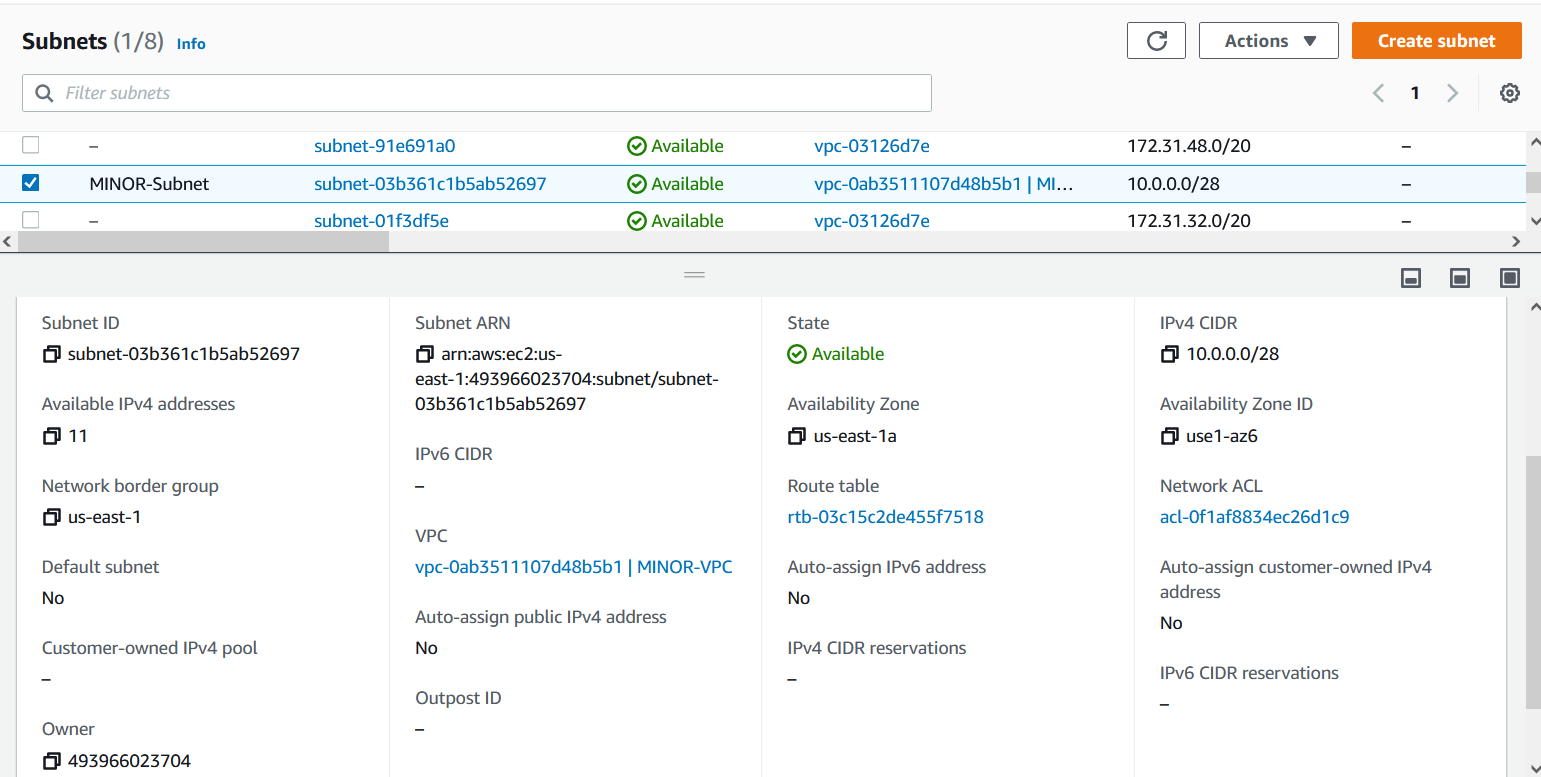 Subnets (1/8) Info
Actions
Create subnet
Filter subnets
1
– subnet-91e691a0 Available vpc-03126d7e 172.31.48.0/20 –
MINOR-Subnet subnet-03b361c1b5ab52697 Available vpc-0ab3511107d48b5b1 | MI… 10.0.0.0/28 –
– subnet-01f3df5e Available vpc-03126d7e 172.31.32.0/20 –
Subnet ID
subnet-03b361c1b5ab52697
Available IPv4 addresses
11
Network border group
us-east-1
Default subnet
No
Customer-owned IPv4 pool
–
Owner
493966023704
Subnet ARN
arn:aws:ec2:us-
east-1:493966023704:subnet/subnet-
03b361c1b5ab52697
IPv6 CIDR
–
VPC
vpc-0ab3511107d48b5b1 | MINOR-VPC
Auto-assign public IPv4 address
No
Outpost ID
–
State
Available
Availability Zone
us-east-1a
Route table
rtb-03c15c2de455f7518
Auto-assign IPv6 address
No
IPv4 CIDR reservations
–
IPv4 CIDR
10.0.0.0/28
Availability Zone ID
use1-az6
Network ACL
acl-0f1af8834ec26d1c9
Auto-assign customer-owned IPv4
address
No
IPv6 CIDR reservations
–